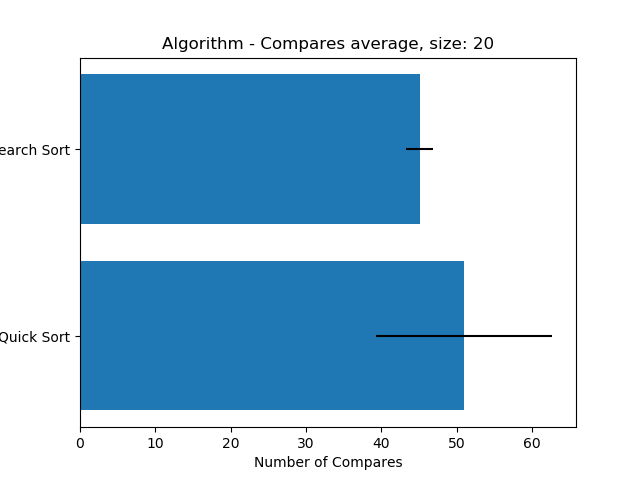 Algorithm - Compares average, size: 20
earch Sort
Quick Sort
0 10 20 30 40 50 60
Number of Compares